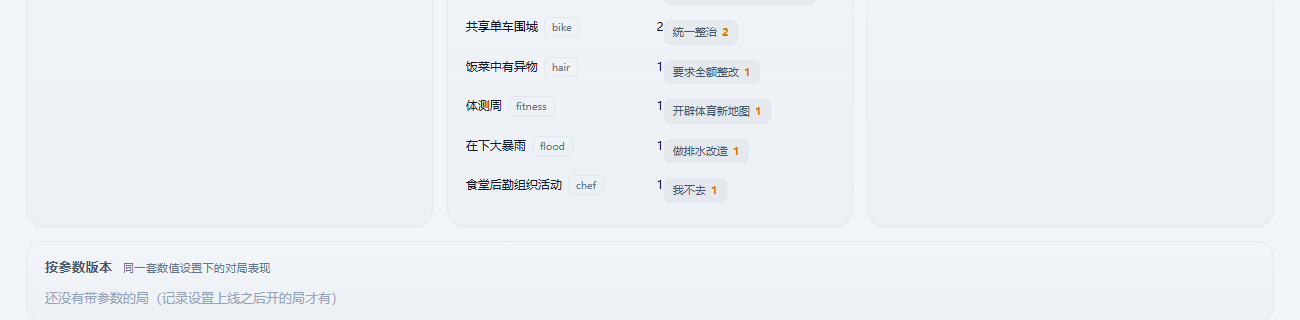 共享单车围城 bike 2 统一整治 2
饭菜中有异物 hair 1 要求全额整改 1
体测周 fitness 1 开辟体育新地图 1
在下大暴雨 flood 1 做排水改造 1
食堂后勤组织活动 chef 1 我不去 1
按参数版本 同一套数值设置下的对局表现
还没有带参数的局（记录设置上线之后开的局才有）